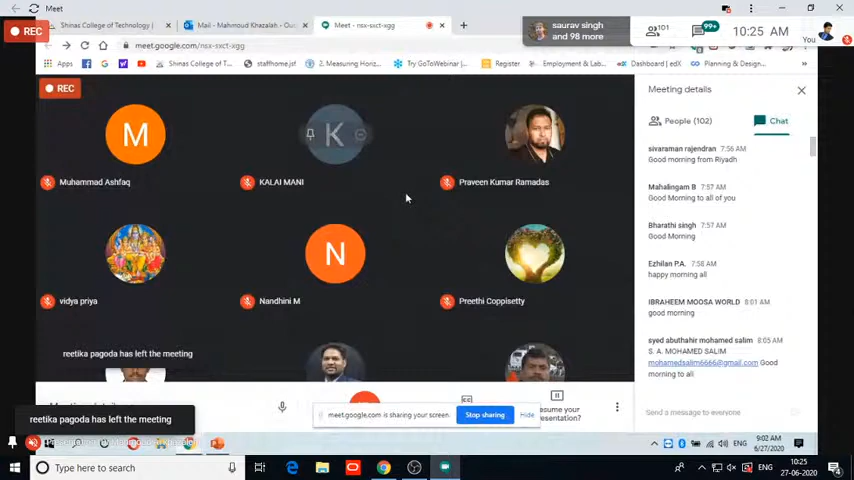 Meet
Shinas College of Technology |
Mail - Mahmoud Khazalah - Ou
Meet - nsx-sxct-xgg
REC
saurav singh
and 98 more
101
99+
10:25 AM
You
meet.google.com/nsx-sxct-xgg
Apps
Shinas College of T...
staffhome.jsf
2. Measuring Horiz...
Try GoToWebinar |...
Register
Employment & Lab...
Dashboard | edX
Planning & Design...
REC
Meeting details
People (102)
Chat
M
Muhammad Ashfaq
K
KALAI MANI
Praveen Kumar Ramadas
vidya priya
N
Nandhini M
Preethi Coppisetty
sivaraman rajendran 7:56 AM
Good morning from Riyadh
Mahalingam B 7:57 AM
Good Morning to all of you
Bharathi singh 7:57 AM
Good Morning
Ezhilan P.A. 7:58 AM
happy morning all
IBRAHEEM MOOSA WORLD 8:01 AM
good morning
syed abuthahir mohamed salim 8:05 AM
S. A. MOHAMED SALIM
mohamedsalim6666@gmail.com Good
morning to all
reetika pagoda has left the meeting
reetika pagoda has left the meeting
meet.google.com is sharing your screen.
Stop sharing
Hide
Send a message to everyone
ENG
9:02 AM
6/27/2020
Type here to search
ENG
10:25
27-06-2020
4